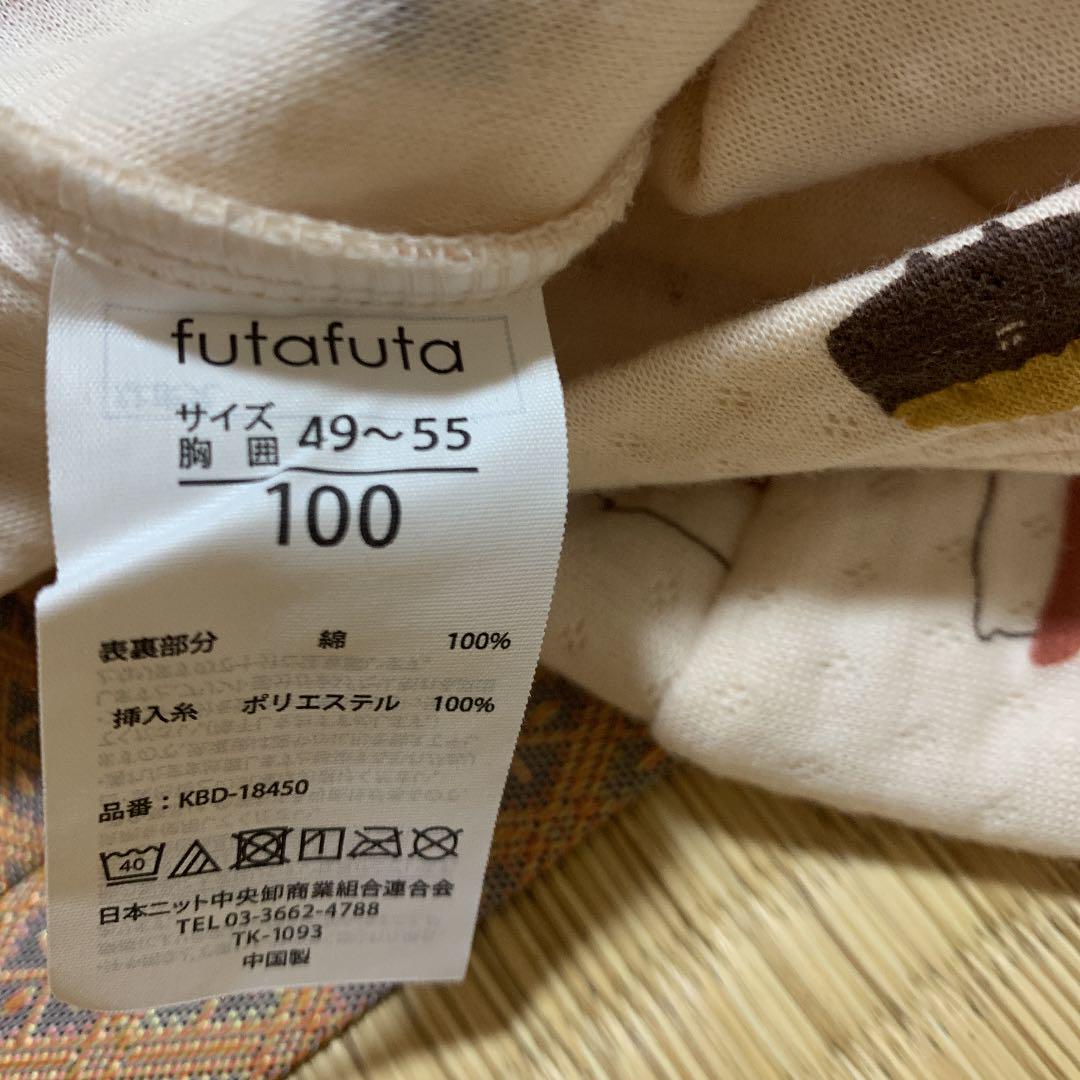 futafuta
サイズ
胸 囲 49～55
100
表裏部分 綿 100%
挿入糸 ポリエステル 100%
品番：KBD-18450
40
日本ニット中央卸商業組合連合会
TEL 03-3662-4788
TK-1093
中国製